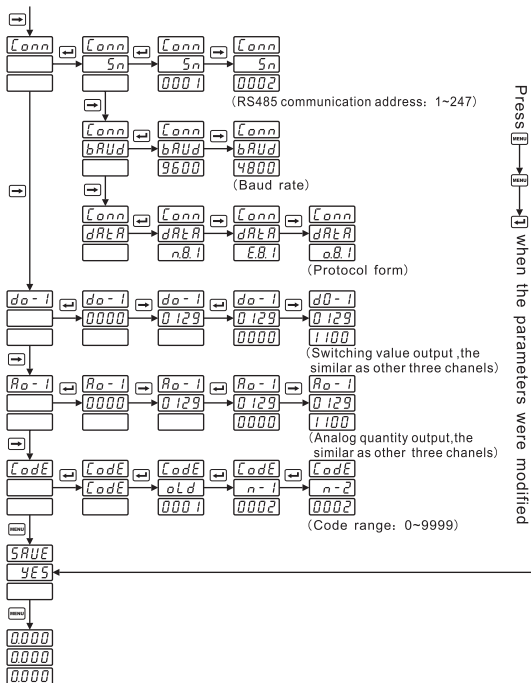 Conn Conn Conn Conn
Sn Sn Sn
0001 0002
(RS485 communication address: 1~247)
Conn Conn Conn
bAUd bAUd bAUd
9600 4800
(Baud rate)
Conn Conn Conn Conn
dAtA dAtA dAtA dAtA
n.8.1 E.8.1 o.8.1
(Protocol form)
do-1 do-1 do-1 do-1 d0-1
0000 0129 0129 0129
0000 1100
(Switching value output ,the
similar as other three chanels)
Ao-1 Ao-1 Ao-1 Ao-1 Ao-1
0000 0129 0129 0129
0000 1100
(Analog quantity output,the
similar as other three chanels)
CodE CodE CodE CodE CodE
CodE oLd n-1 n-2
0001 0002 0002
(Code range: 0~9999)
MENU
SAUE
YES
MENU
0.000
0.000
0.000
Press MENU MENU when the parameters were modified